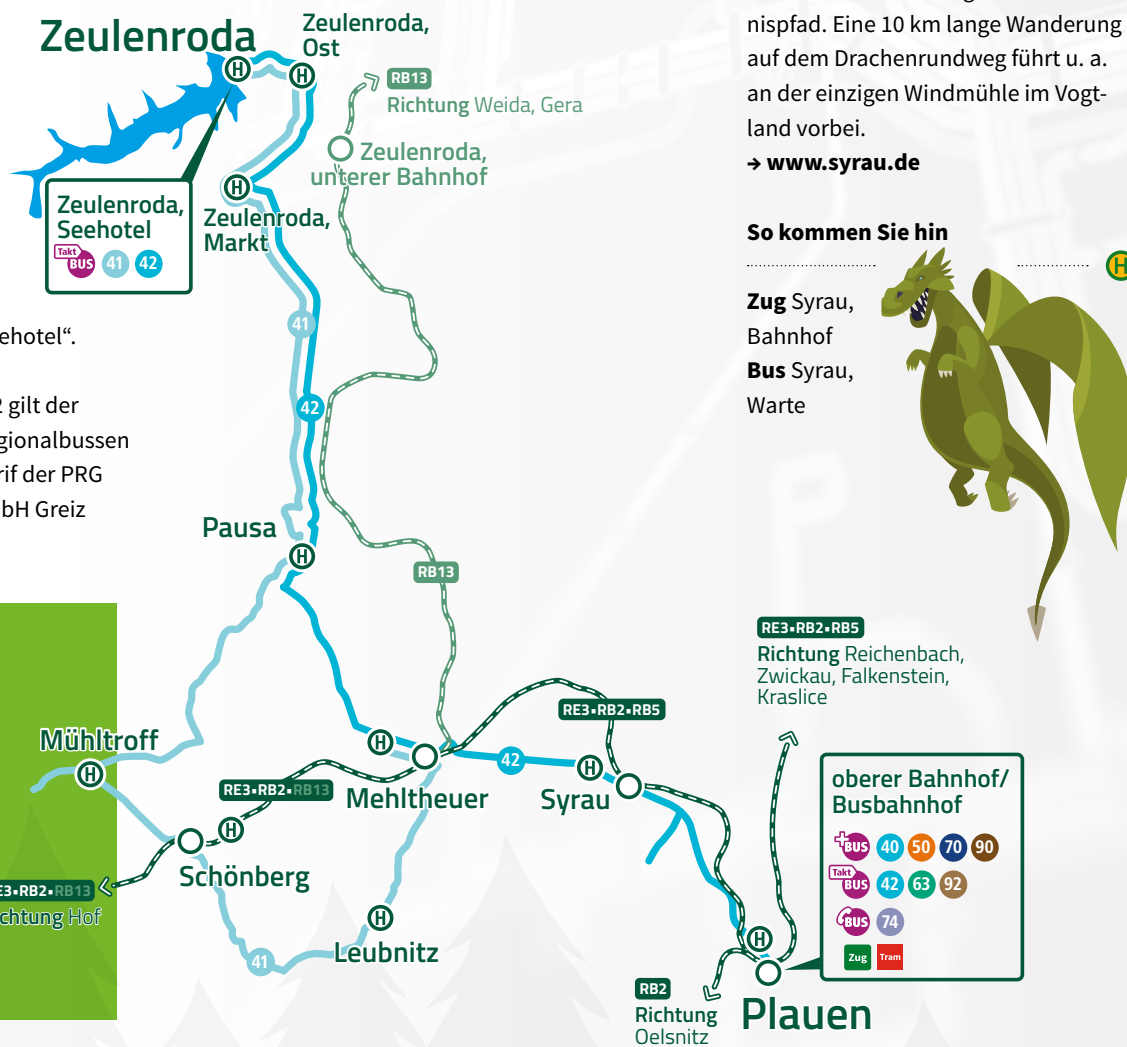 Zeulenroda
Zeulenroda,
Ost
H
H
RB13
Richtung Weida, Gera
Zeulenroda,
unterer Bahnhof
Zeulenroda,
Seehotel
Takt
BUS 41 42
H
Zeulenroda,
Markt
41
42
ehotel“.
gilt der
gionalbussen
rif der PRG
bH Greiz
Pausa
H
RB13
Mühltroff
H
RE3▪RB2▪RB13
H
Mehltheuer
42
RE3▪RB2▪RB5
H
Syrau
H
Schönberg
RB2▪RB13
chtung Hof
41
H
Leubnitz
RE3▪RB2▪RB5
Richtung Reichenbach,
Zwickau, Falkenstein,
Kraslice
oberer Bahnhof/
Busbahnhof
+BUS 40 50 70 90
Takt
BUS 42 63 92
BUS 74
Zug Tram
H
Plauen
RB2
Richtung
Oelsnitz
nispfad. Eine 10 km lange Wanderung
auf dem Drachenrundweg führt u. a.
an der einzigen Windmühle im Vogt-
land vorbei.
→ www.syrau.de
So kommen Sie hin
H
Zug Syrau,
Bahnhof
Bus Syrau,
Warte